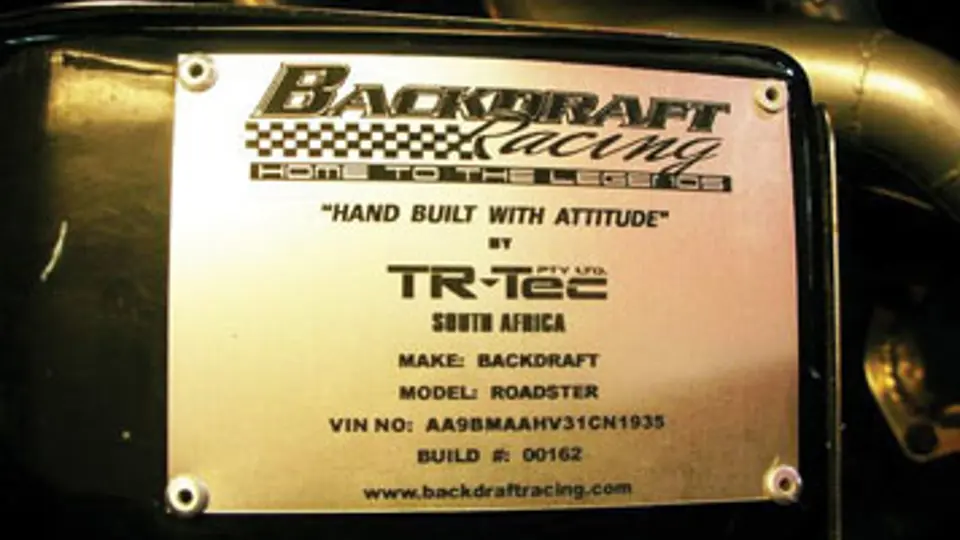 BACKDRAFT
Racing
HOME TO THE LEGENDS
"HAND BUILT WITH ATTITUDE"
BY
TR-Tec PTY LTD.
SOUTH AFRICA
MAKE: BACKDRAFT
MODEL: ROADSTER
VIN NO: AA9BMAAHV31CN1935
BUILD #: 00162
www.backdraftracing.com